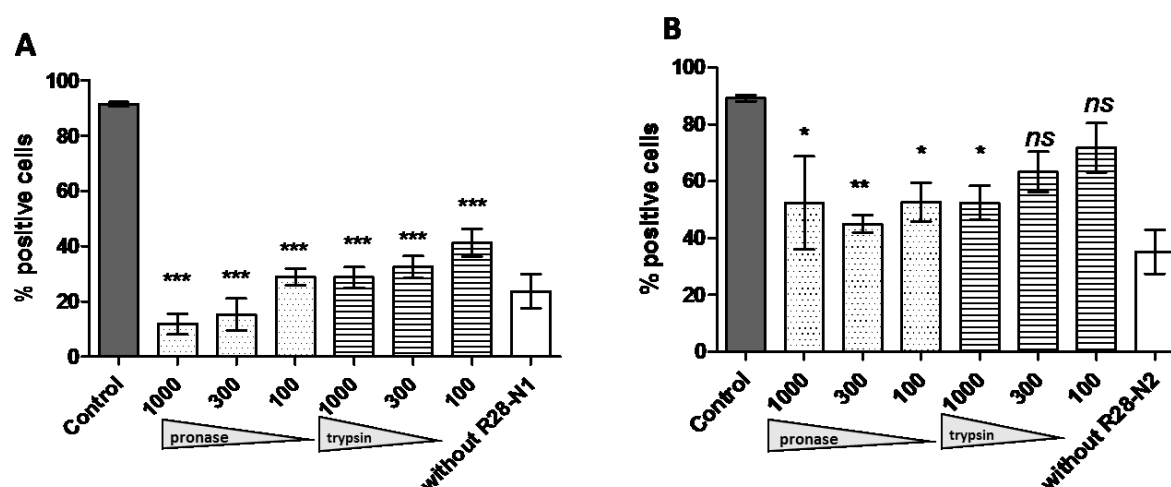 A
% positive cells
100
80
60
40
20
0
***
***
***
***
***
***
Control
1000
300
100
1000
300
100
without R28-N1
pronase
trypsin
B
% positive cells
100
80
60
40
20
0
*
**
*
*
ns
ns
Control
1000
300
100
1000
300
100
without R28-N2
pronase
trypsin